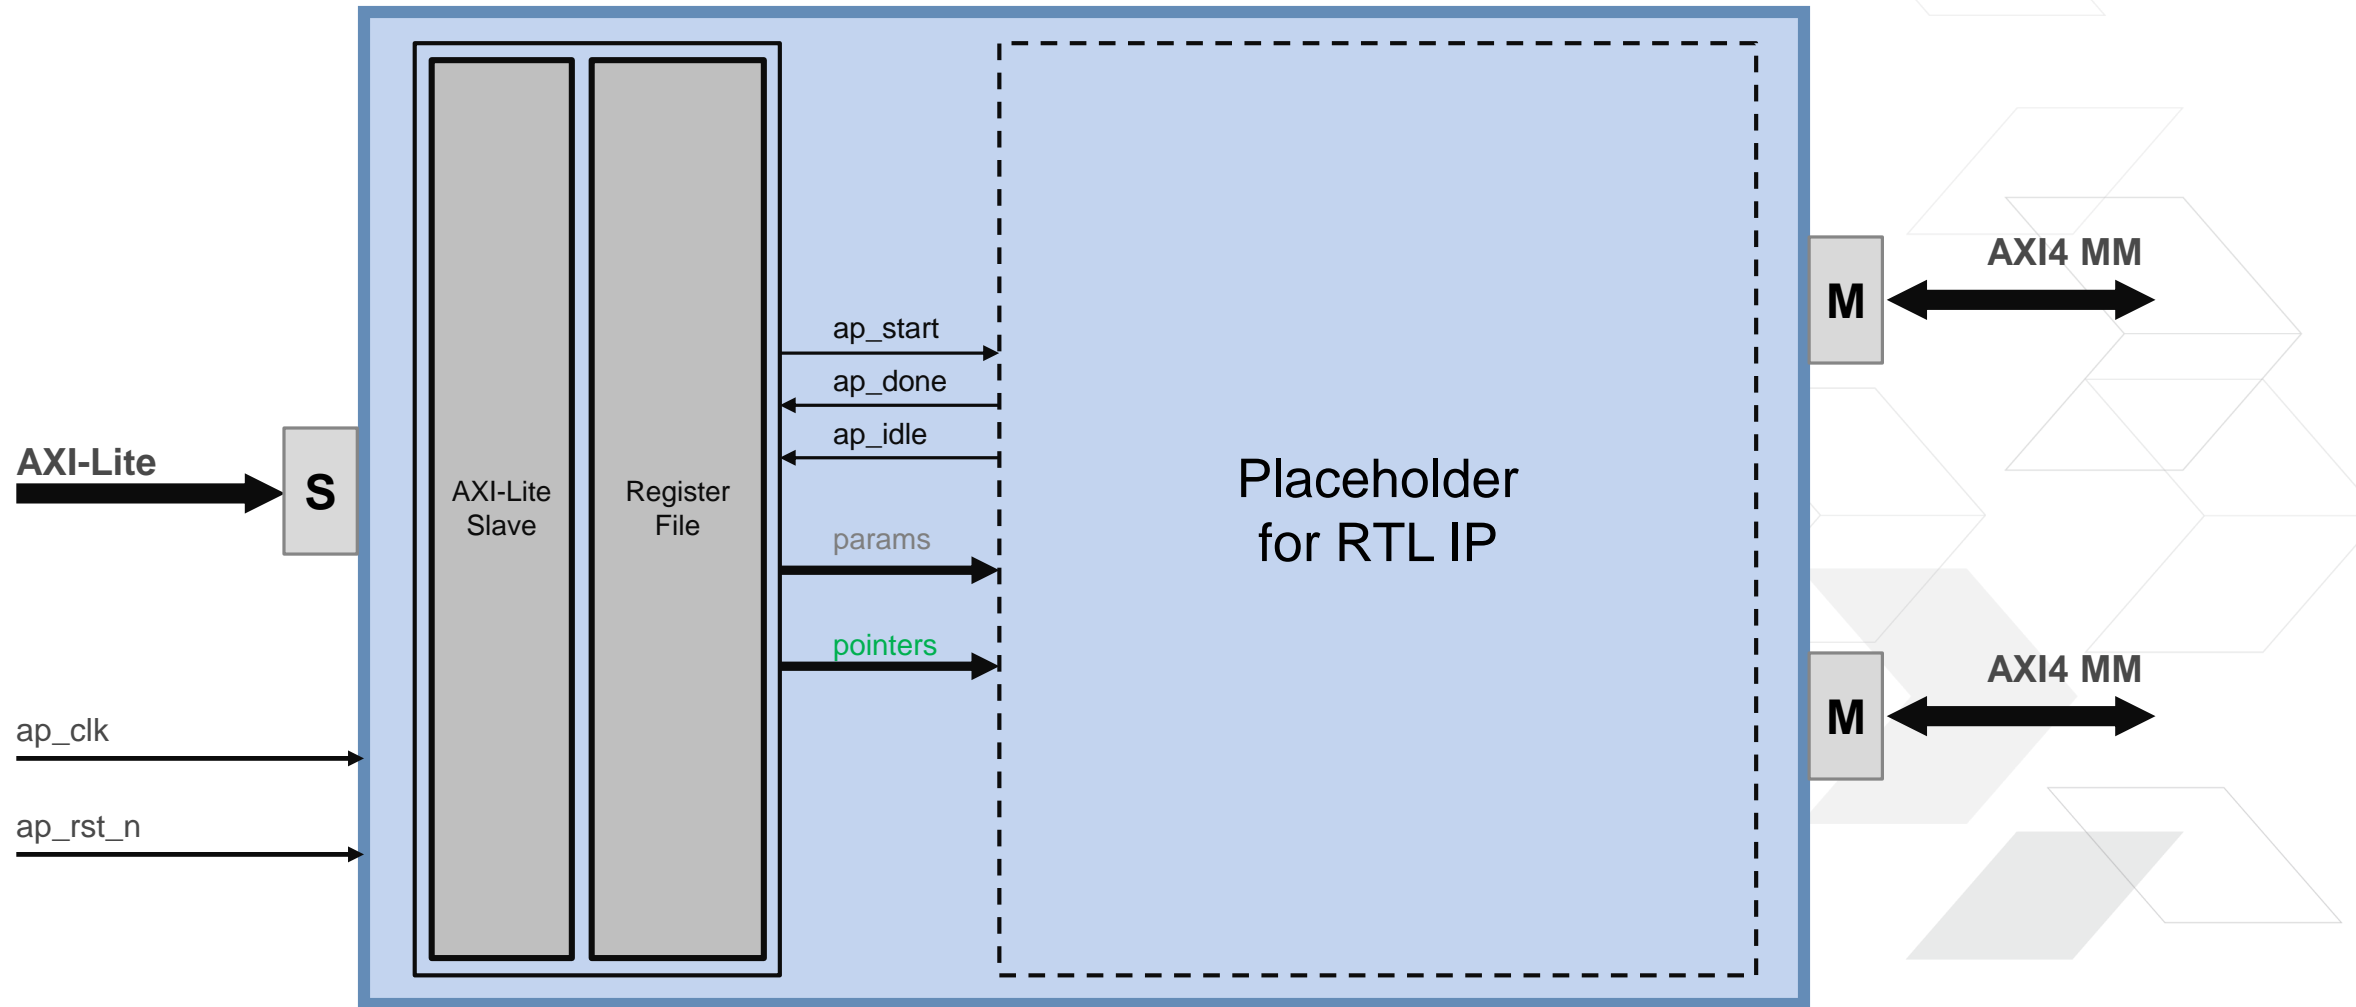 AXI-Lite
S
ap_clk
ap_rst_n
AXI-Lite
Slave
Register
File
ap_start
ap_done
ap_idle
params
pointers
Placeholder
for RTL IP
M
AXI4 MM
M
AXI4 MM